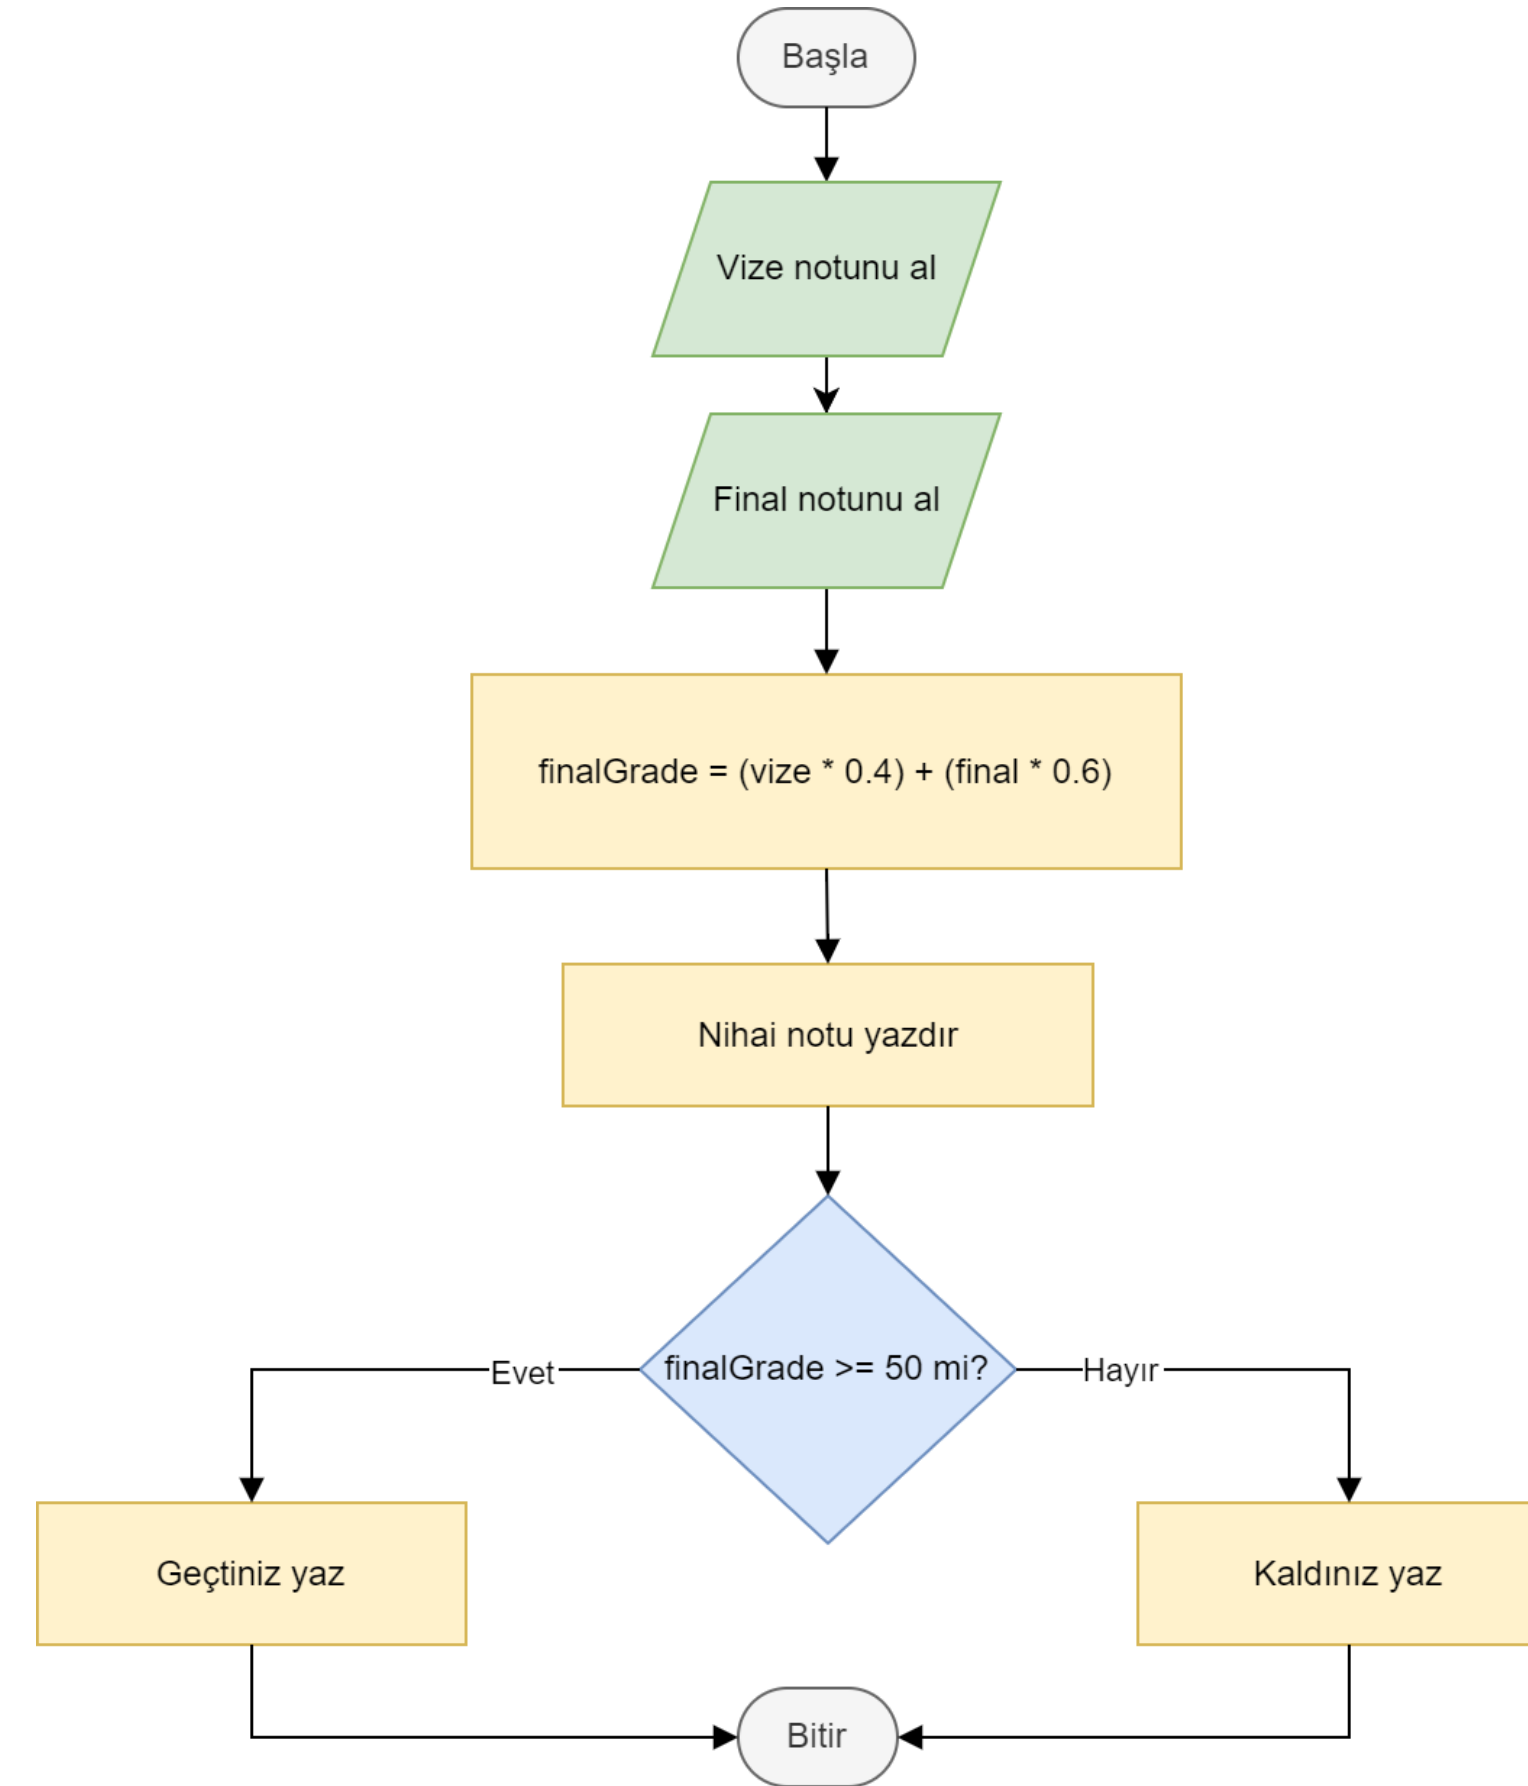 Başla
Vize notunu al
Final notunu al
finalGrade = (vize * 0.4) + (final * 0.6)
Nihai notu yazdır
finalGrade >= 50 mi?
Evet
Hayır
Geçtiniz yaz
Kaldınız yaz
Bitir